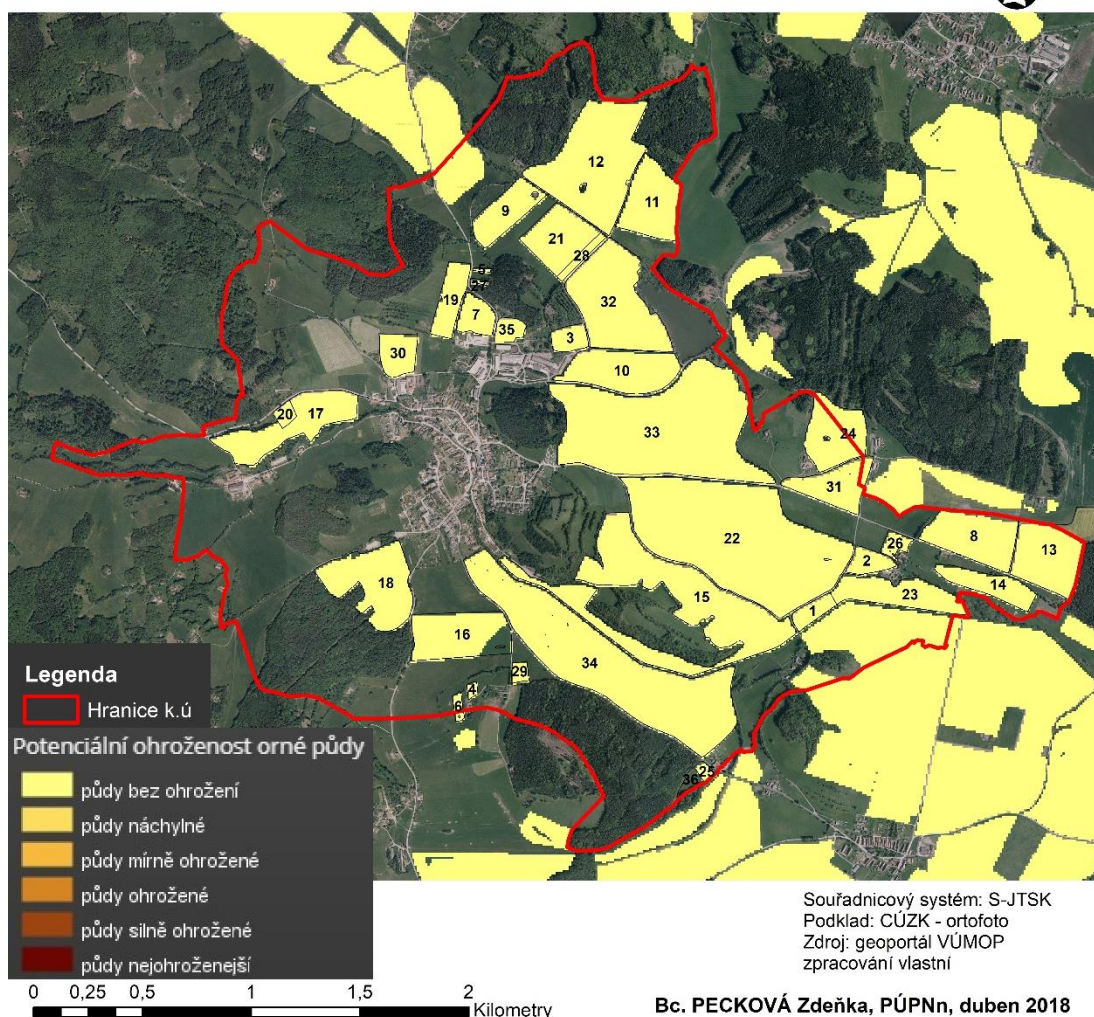 12
11
9
21
28
5
19
7
35
32
3
30
10
20
17
33
24
31
22
8
26
13
2
18
14
15
23
1
16
34
29
4
6
25
36
Legenda
Hranice k.ú
Potenciální ohroženost orné půdy
půdy bez ohrožení
půdy náchylné
půdy mírně ohrožené
půdy ohrožené
půdy silně ohrožené
půdy nejohroženejší
Souřadnicový systém: S-JTSK
Podklad: CÚZK - ortofoto
Zdroj: geoportál VÚMOP
zpracování vlastní
0 0,25 0,5 1 1,5 2
Kilometry
Bc. PECKOVÁ Zdeňka, PÚPNn, duben 2018